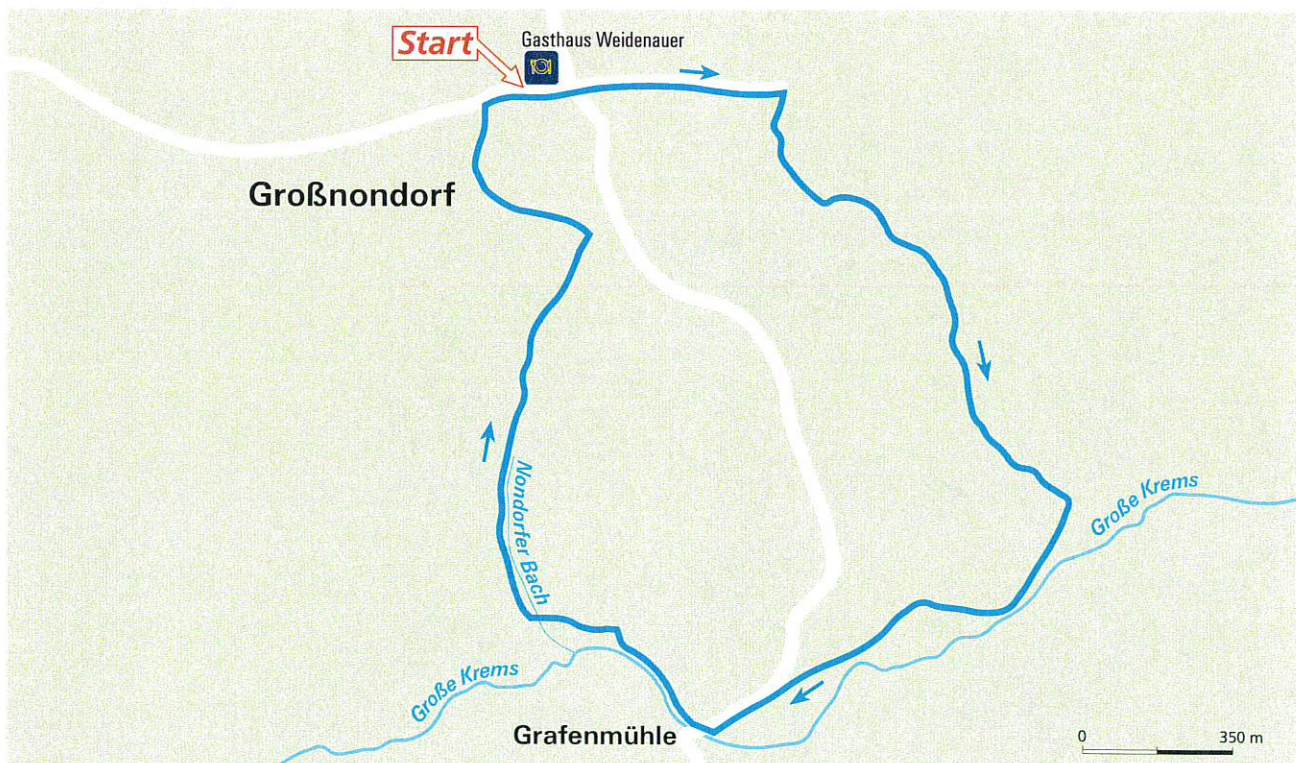 Start
Gasthaus Weidenauer
Großnondorf
Nondorfer Bach
Große Krems
Große Krems
Grafenmühle
0 350 m